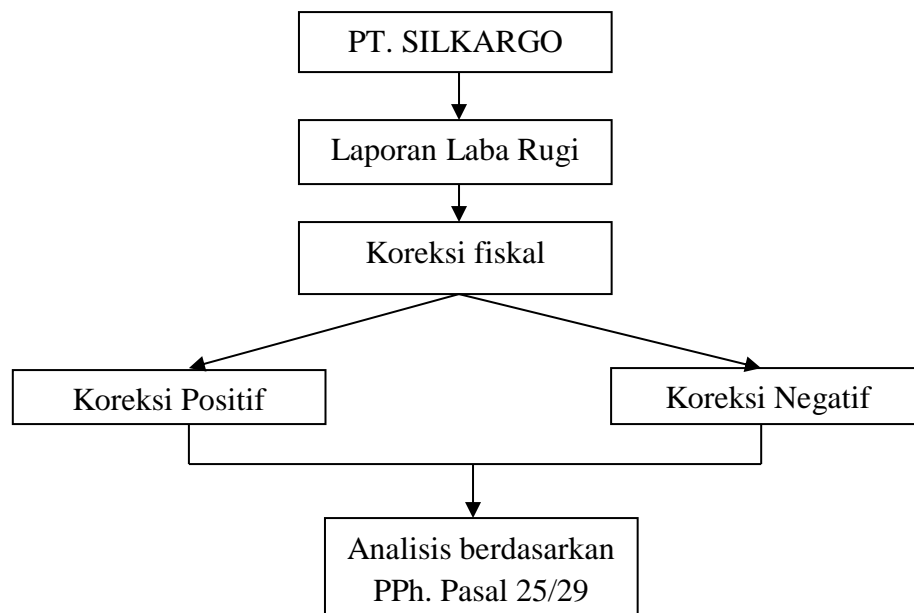 PT. SILKARGO
Laporan Laba Rugi
Koreksi fiskal
Koreksi Positif
Koreksi Negatif
Analisis berdasarkan
PPh. Pasal 25/29